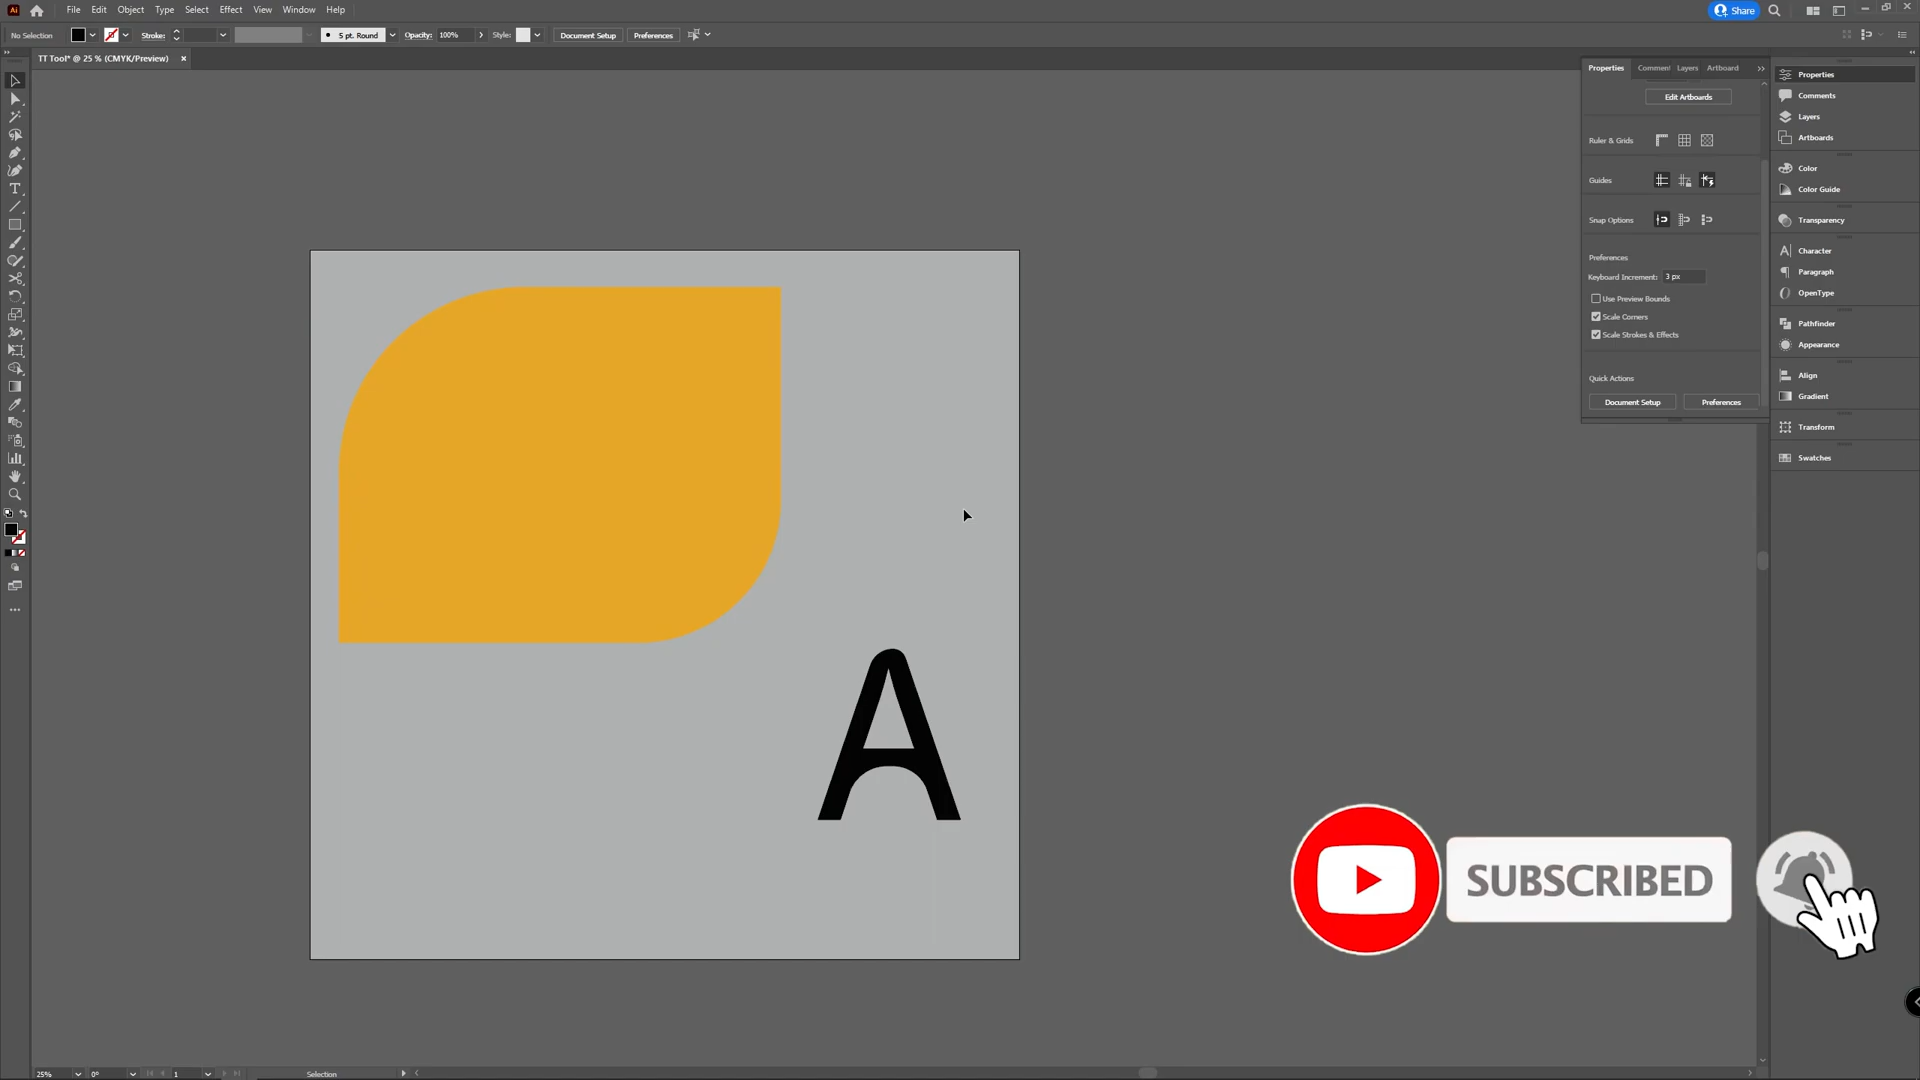 Ai File Edit Object Type Select Effect View Window Help Share
No Selection Stroke: 5 pt. Round Opacity: 100% Style: Document Setup Preferences
TT Tool* @ 25 % (CMYK/Preview) ×
Properties Comment Layers Artboard
Edit Artboards
Ruler & Grids
Guides
Snap Options
Preferences
Keyboard Increment: 3 px
Use Preview Bounds
Scale Corners
Scale Strokes & Effects
Quick Actions
Document Setup Preferences
Properties
Comments
Layers
Artboards
Color
Color Guide
Transparency
Character
Paragraph
OpenType
Pathfinder
Appearance
Align
Gradient
Transform
Swatches
A
SUBSCRIBED
25% 0° 1 Selection